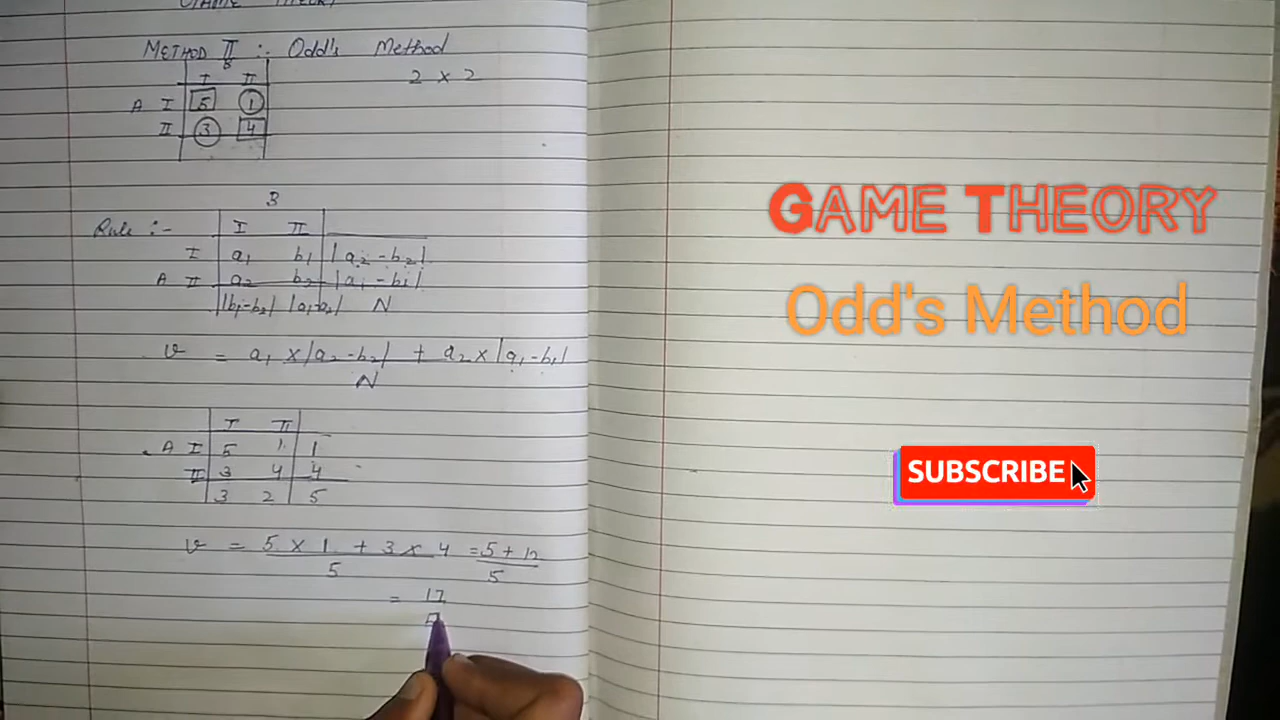 GAME THEORY
METHOD II :- Odd's Method
B
I II 2 x 2
A I 5 1
II 3 4
B
Rule :- I II
I a1 b1 |a2-b2|
A II a2 b2 |a1-b1|
|b1-b2| |a1-a2| N
v = a1 x |a2-b2| + a2 x |a1-b1|
N
I II
A I 5 1 1
II 3 4 4
3 2 5
v = 5 x 1 + 3 x 4 = 5 + 12
5 5
= 17
GAME THEORY
Odd's Method
SUBSCRIBE